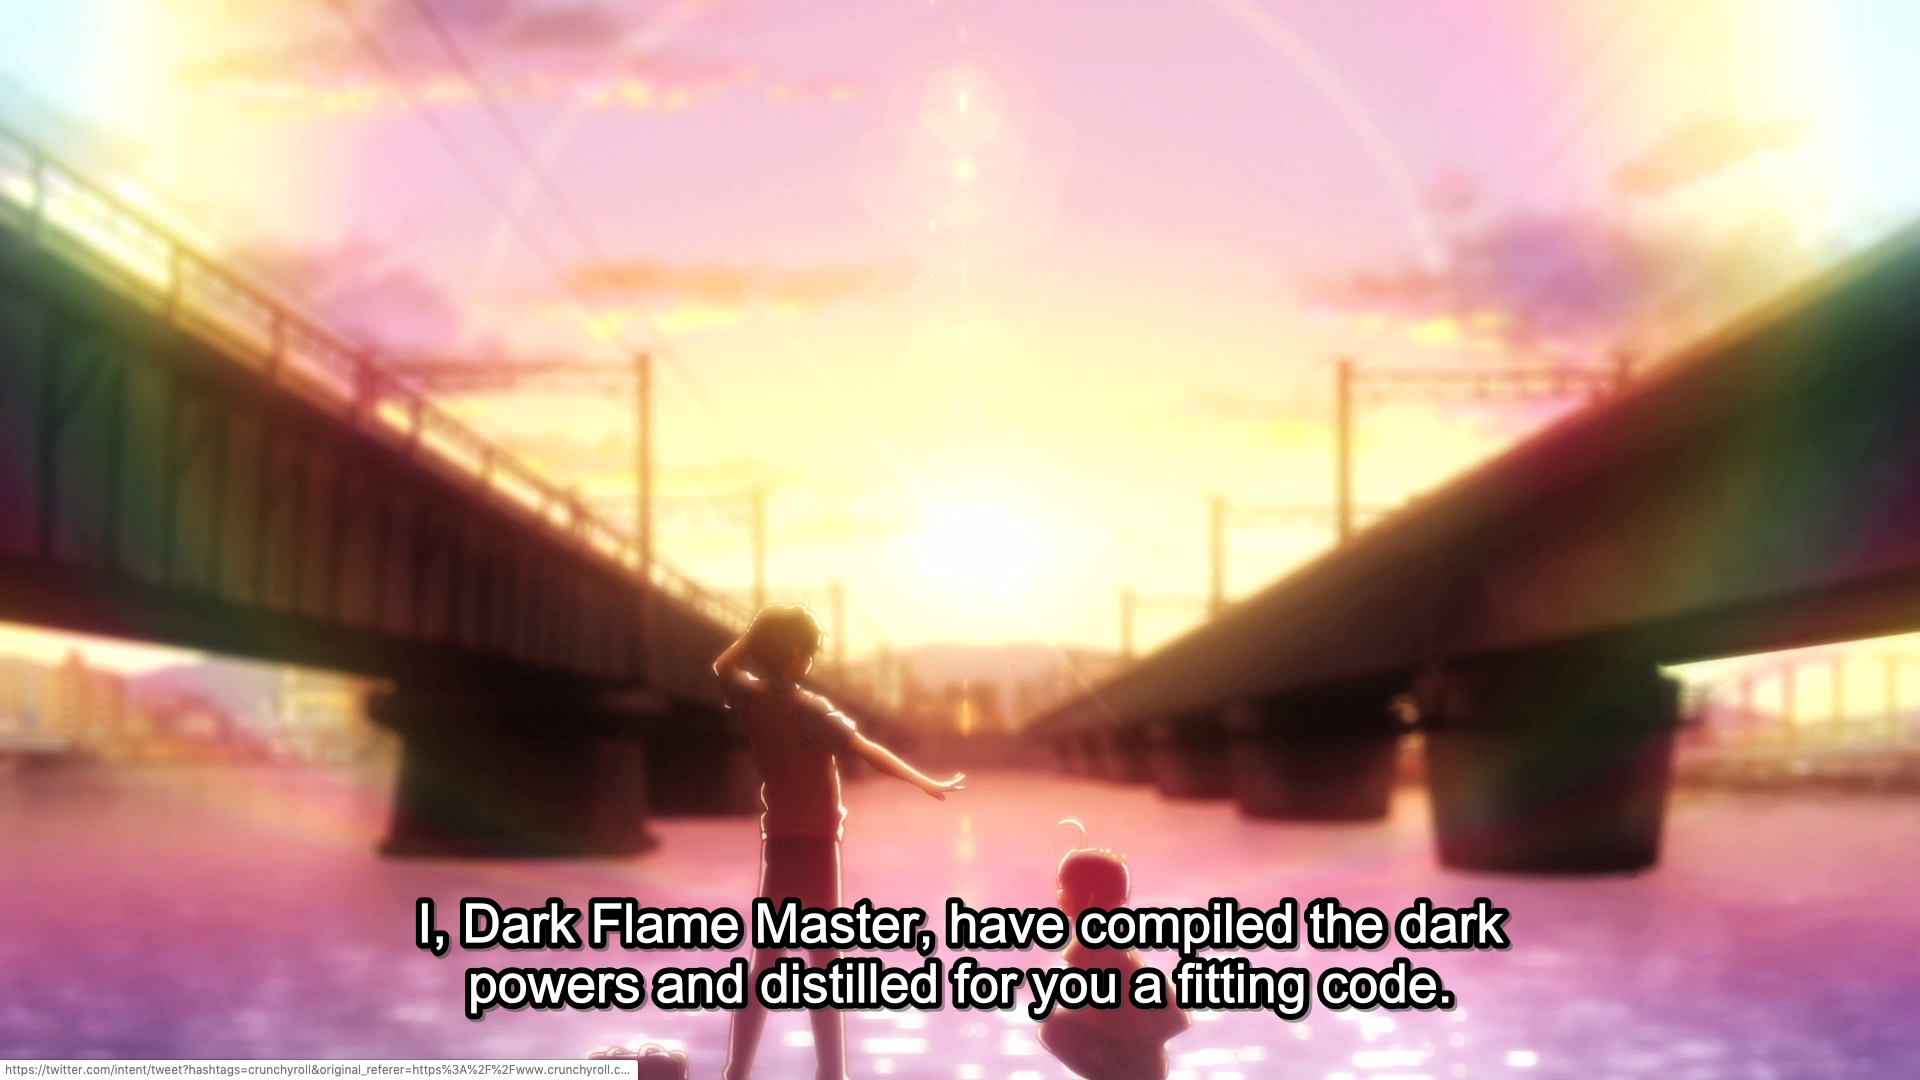 I, Dark Flame Master, have compiled the dark
powers and distilled for you a fitting code.
https://twitter.com/intent/tweet?hashtags=crunchyroll&original_referer=https%3A%2F%2Fwww.crunchyroll.c...